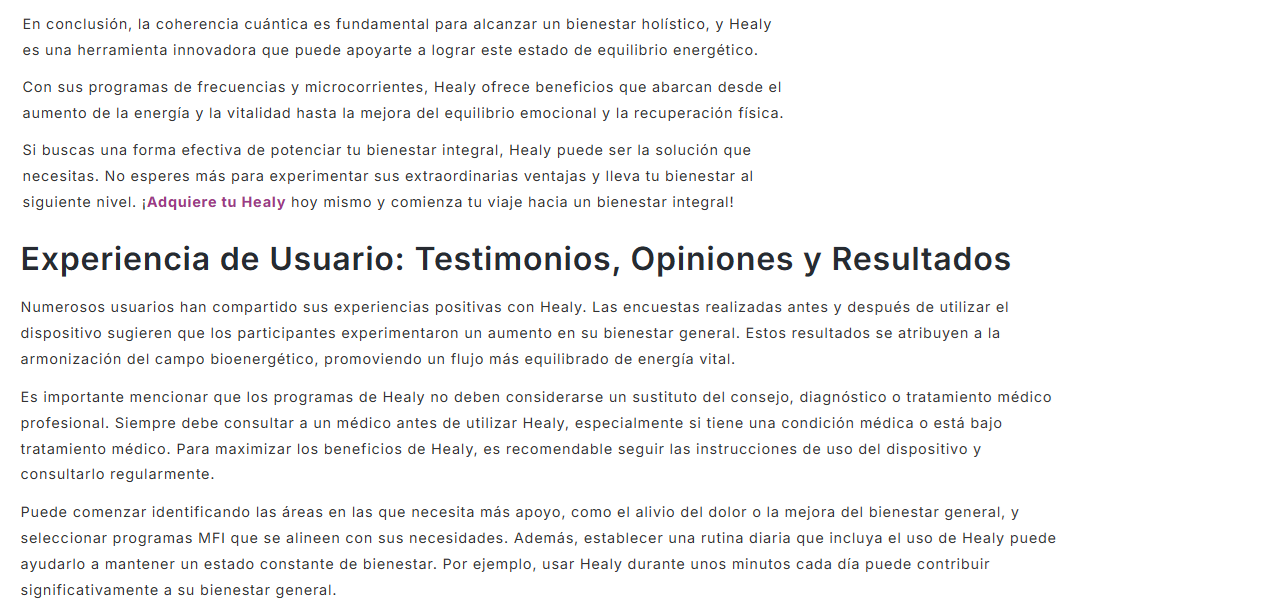 En conclusión, la coherencia cuántica es fundamental para alcanzar un bienestar holístico, y Healy
es una herramienta innovadora que puede apoyarte a lograr este estado de equilibrio energético.
Con sus programas de frecuencias y microcorrientes, Healy ofrece beneficios que abarcan desde el
aumento de la energía y la vitalidad hasta la mejora del equilibrio emocional y la recuperación física.
Si buscas una forma efectiva de potenciar tu bienestar integral, Healy puede ser la solución que
necesitas. No esperes más para experimentar sus extraordinarias ventajas y lleva tu bienestar al
siguiente nivel. ¡Adquiere tu Healy hoy mismo y comienza tu viaje hacia un bienestar integral!
Experiencia de Usuario: Testimonios, Opiniones y Resultados
Numerosos usuarios han compartido sus experiencias positivas con Healy. Las encuestas realizadas antes y después de utilizar el
dispositivo sugieren que los participantes experimentaron un aumento en su bienestar general. Estos resultados se atribuyen a la
armonización del campo bioenergético, promoviendo un flujo más equilibrado de energía vital.
Es importante mencionar que los programas de Healy no deben considerarse un sustituto del consejo, diagnóstico o tratamiento médico
profesional. Siempre debe consultar a un médico antes de utilizar Healy, especialmente si tiene una condición médica o está bajo
tratamiento médico. Para maximizar los beneficios de Healy, es recomendable seguir las instrucciones de uso del dispositivo y
consultarlo regularmente.
Puede comenzar identificando las áreas en las que necesita más apoyo, como el alivio del dolor o la mejora del bienestar general, y
seleccionar programas MFI que se alineen con sus necesidades. Además, establecer una rutina diaria que incluya el uso de Healy puede
ayudarlo a mantener un estado constante de bienestar. Por ejemplo, usar Healy durante unos minutos cada día puede contribuir
significativamente a su bienestar general.